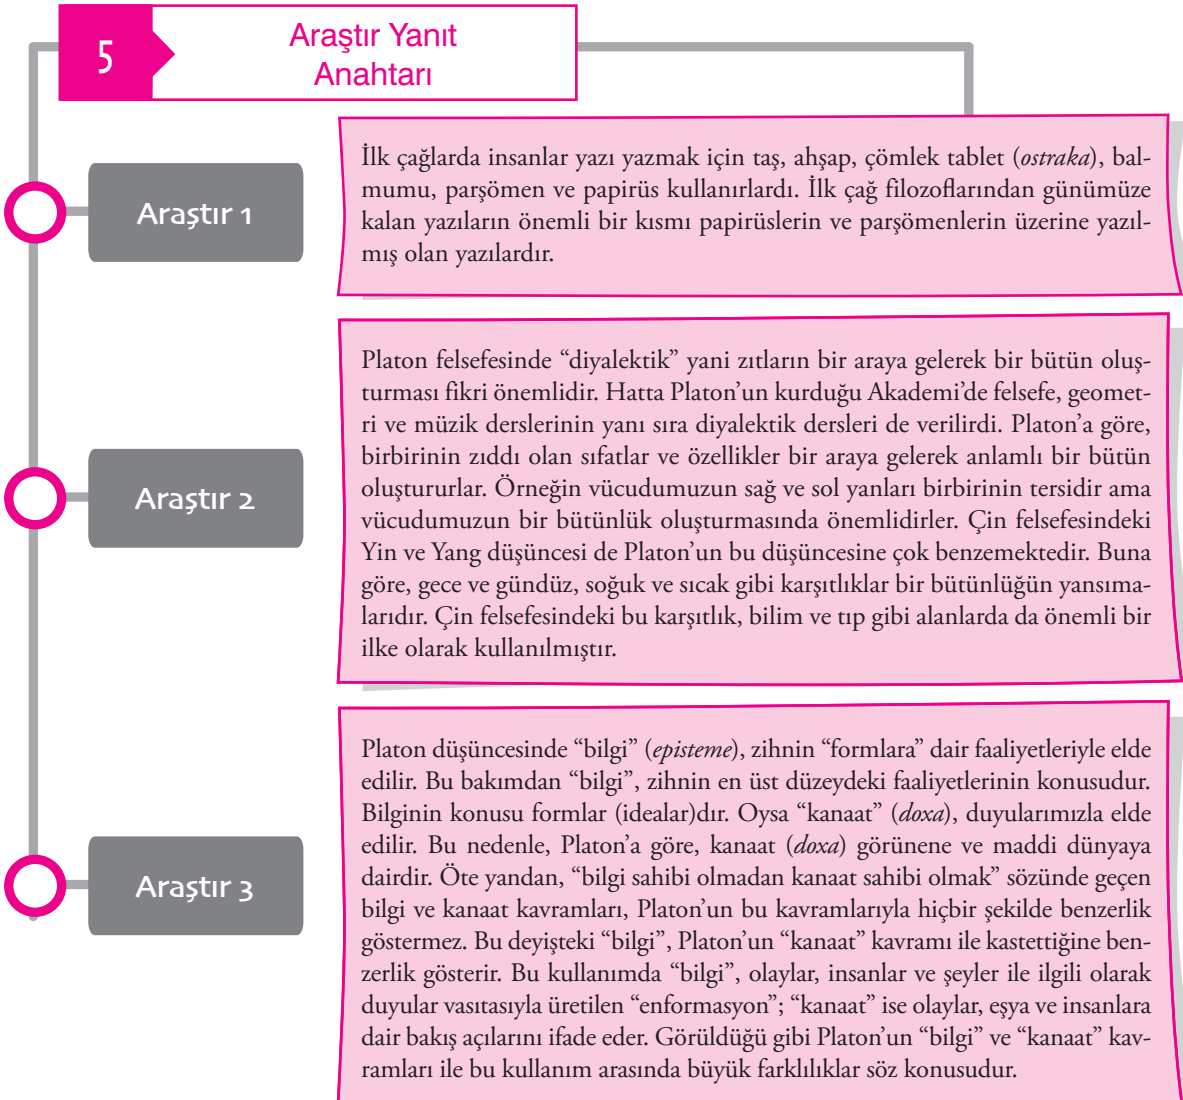 5
Araştır Yanıt
Anahtarı
Araştır 1
İlk çağlarda insanlar yazı yazmak için taş, ahşap, çömlek tablet (ostraka), bal-
mumu, parşömen ve papirüs kullanırlardı. İlk çağ filozoflarından günümüze
kalan yazıların önemli bir kısmı papirüslerin ve parşömenlerin üzerine yazıl-
mış olan yazılardır.
Araştır 2
Platon felsefesinde “diyalektik” yani zıtların bir araya gelerek bir bütün oluş-
turması fikri önemlidir. Hatta Platon’un kurduğu Akademi’de felsefe, geomet-
ri ve müzik derslerinin yanı sıra diyalektik dersleri de verilirdi. Platon’a göre,
birbirinin zıddı olan sıfatlar ve özellikler bir araya gelerek anlamlı bir bütün
oluştururlar. Örneğin vücudumuzun sağ ve sol yanları birbirinin tersidir ama
vücudumuzun bir bütünlük oluşturmasında önemlidirler. Çin felsefesindeki
Yin ve Yang düşüncesi de Platon’un bu düşüncesine çok benzemektedir. Buna
göre, gece ve gündüz, soğuk ve sıcak gibi karşıtlıklar bir bütünlüğün yansıma-
larıdır. Çin felsefesindeki bu karşıtlık, bilim ve tıp gibi alanlarda da önemli bir
ilke olarak kullanılmıştır.
Araştır 3
Platon düşüncesinde “bilgi” (episteme), zihnin “formlara” dair faaliyetleriyle elde
edilir. Bu bakımdan “bilgi”, zihnin en üst düzeydeki faaliyetlerinin konusudur.
Bilginin konusu formlar (idealar)dır. Oysa “kanaat” (doxa), duyularımızla elde
edilir. Bu nedenle, Platon’a göre, kanaat (doxa) görünene ve maddi dünyaya
dairdir. Öte yandan, “bilgi sahibi olmadan kanaat sahibi olmak” sözünde geçen
bilgi ve kanaat kavramları, Platon’un bu kavramlarıyla hiçbir şekilde benzerlik
göstermez. Bu deyişteki “bilgi”, Platon’un “kanaat” kavramı ile kastettiğine ben-
zerlik gösterir. Bu kullanımda “bilgi”, olaylar, insanlar ve şeyler ile ilgili olarak
duyular vasıtasıyla üretilen “enformasyon”; “kanaat” ise olaylar, eşya ve insanlara
dair bakış açılarını ifade eder. Görüldüğü gibi Platon’un “bilgi” ve “kanaat” kav-
ramları ile bu kullanım arasında büyük farklılıklar söz konusudur.